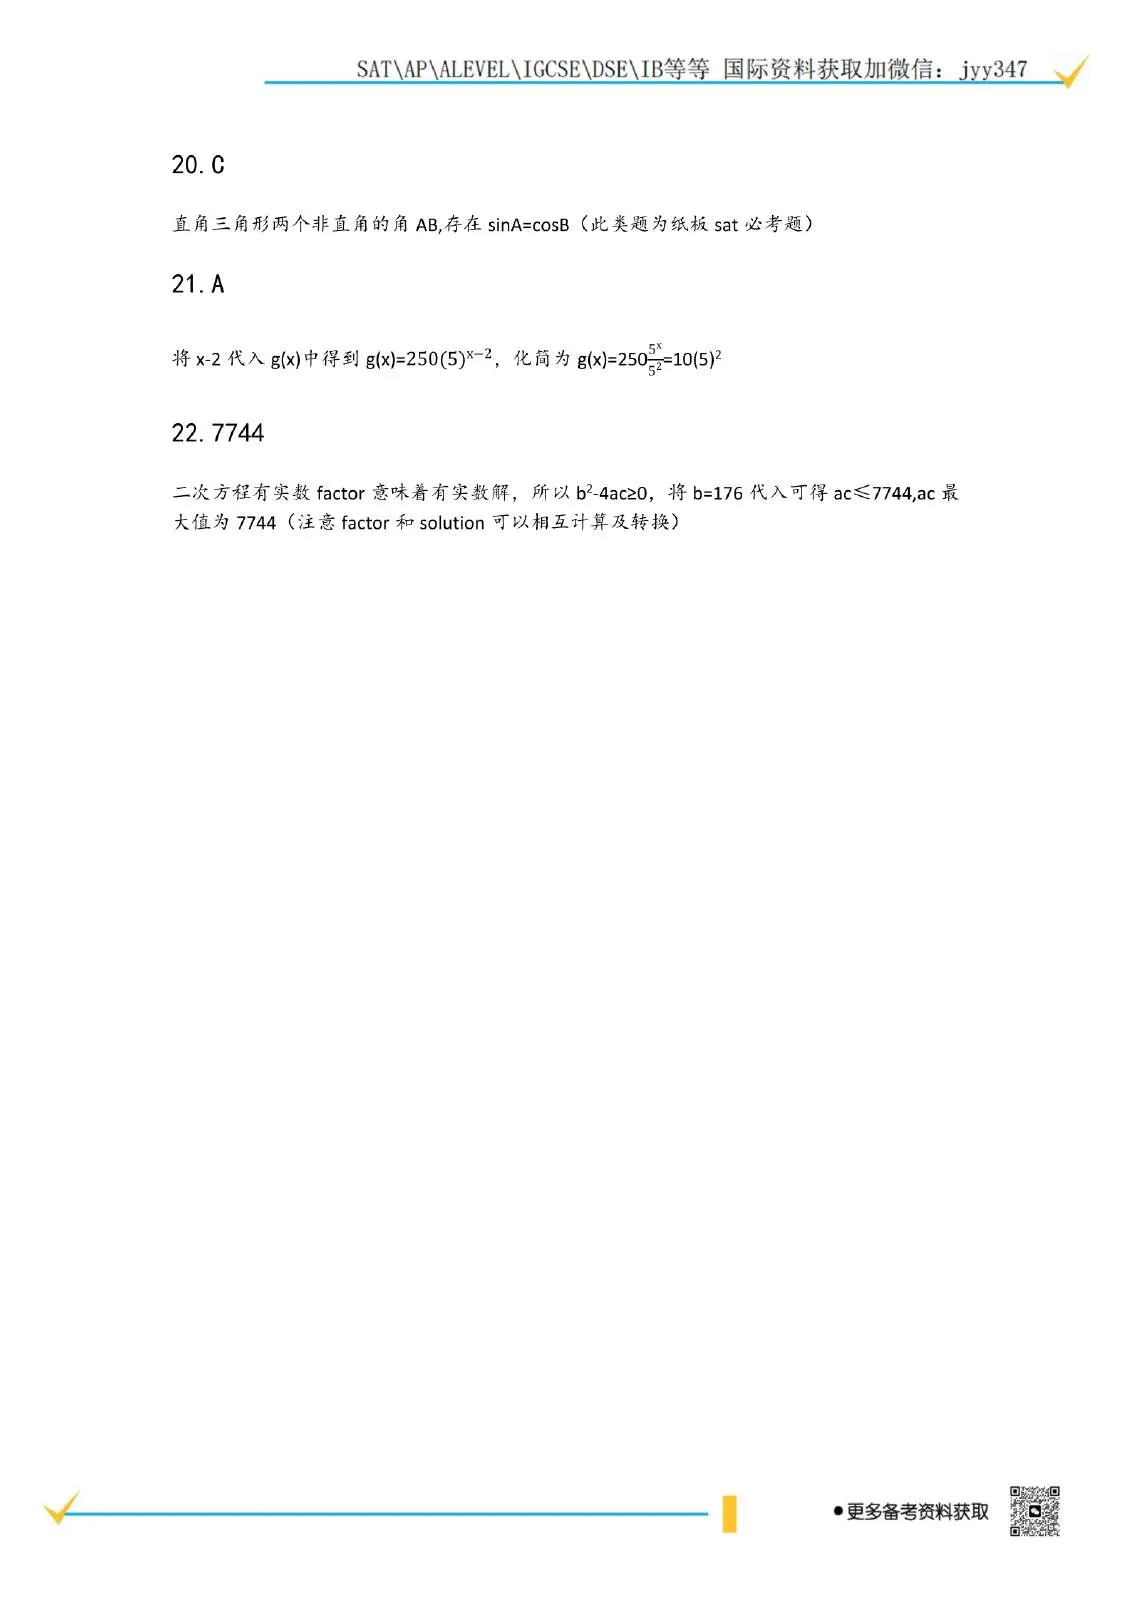 SAT\AP\ALEVEL\IGCSE\DSE\IB等等 国际资料获取加微信：jyy347
20. C
直角三角形两个非直角的角 AB,存在 sinA=cosB（此类题为纸板 sat 必考题）
21. A
将 x-2 代入 g(x)中得到 g(x)=250(5)ˣ⁻²，化简为 g(x)=250 5ˣ/5²=10(5)²
22. 7744
二次方程有实数 factor 意味着有实数解，所以 b²-4ac≥0，将 b=176 代入可得 ac≤7744,ac 最
大值为 7744（注意 factor 和 solution 可以相互计算及转换）
●更多备考资料获取